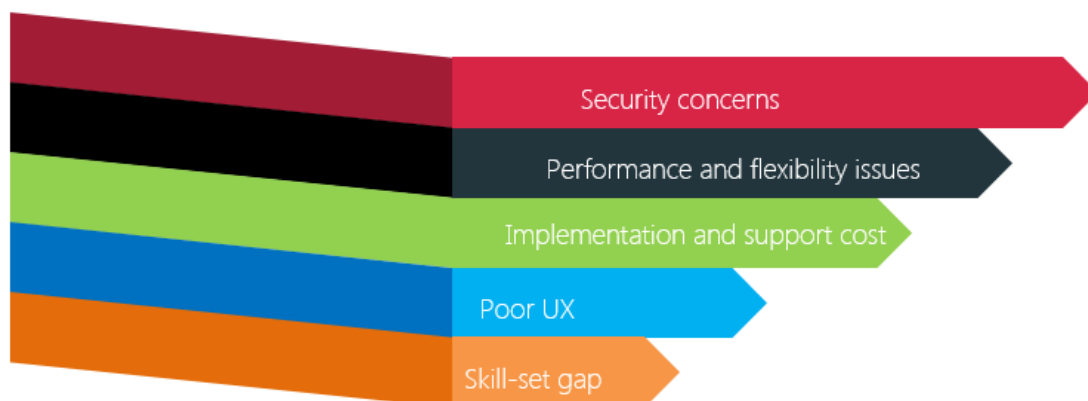 Security concerns
Performance and flexibility issues
Implementation and support cost
Poor UX
Skill-set gap